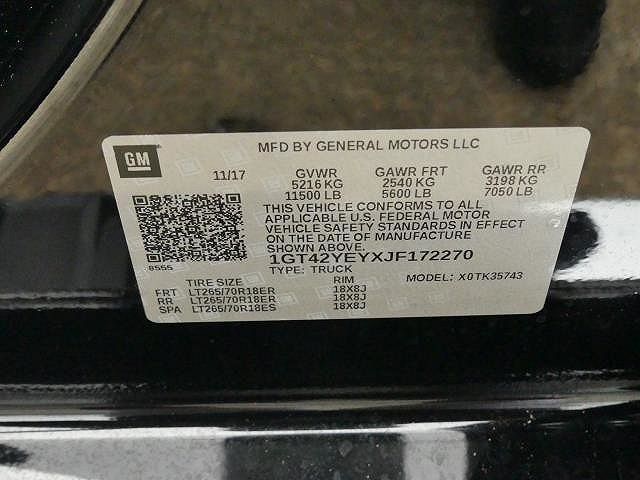 GM
MFD BY GENERAL MOTORS LLC
11/17 GVWR GAWR FRT GAWR RR
5216 KG 2540 KG 3198 KG
11500 LB 5600 LB 7050 LB
THIS VEHICLE CONFORMS TO ALL
APPLICABLE U.S. FEDERAL MOTOR
VEHICLE SAFETY STANDARDS IN EFFECT
ON THE DATE OF MANUFACTURE
SHOWN ABOVE.
8555 1GT42YEYXJF172270
TYPE: TRUCK MODEL: X0TK35743
TIRE SIZE RIM
FRT LT265/70R18ER 18X8J
RR LT265/70R18ER 18X8J
SPA LT265/70R18ES 18X8J